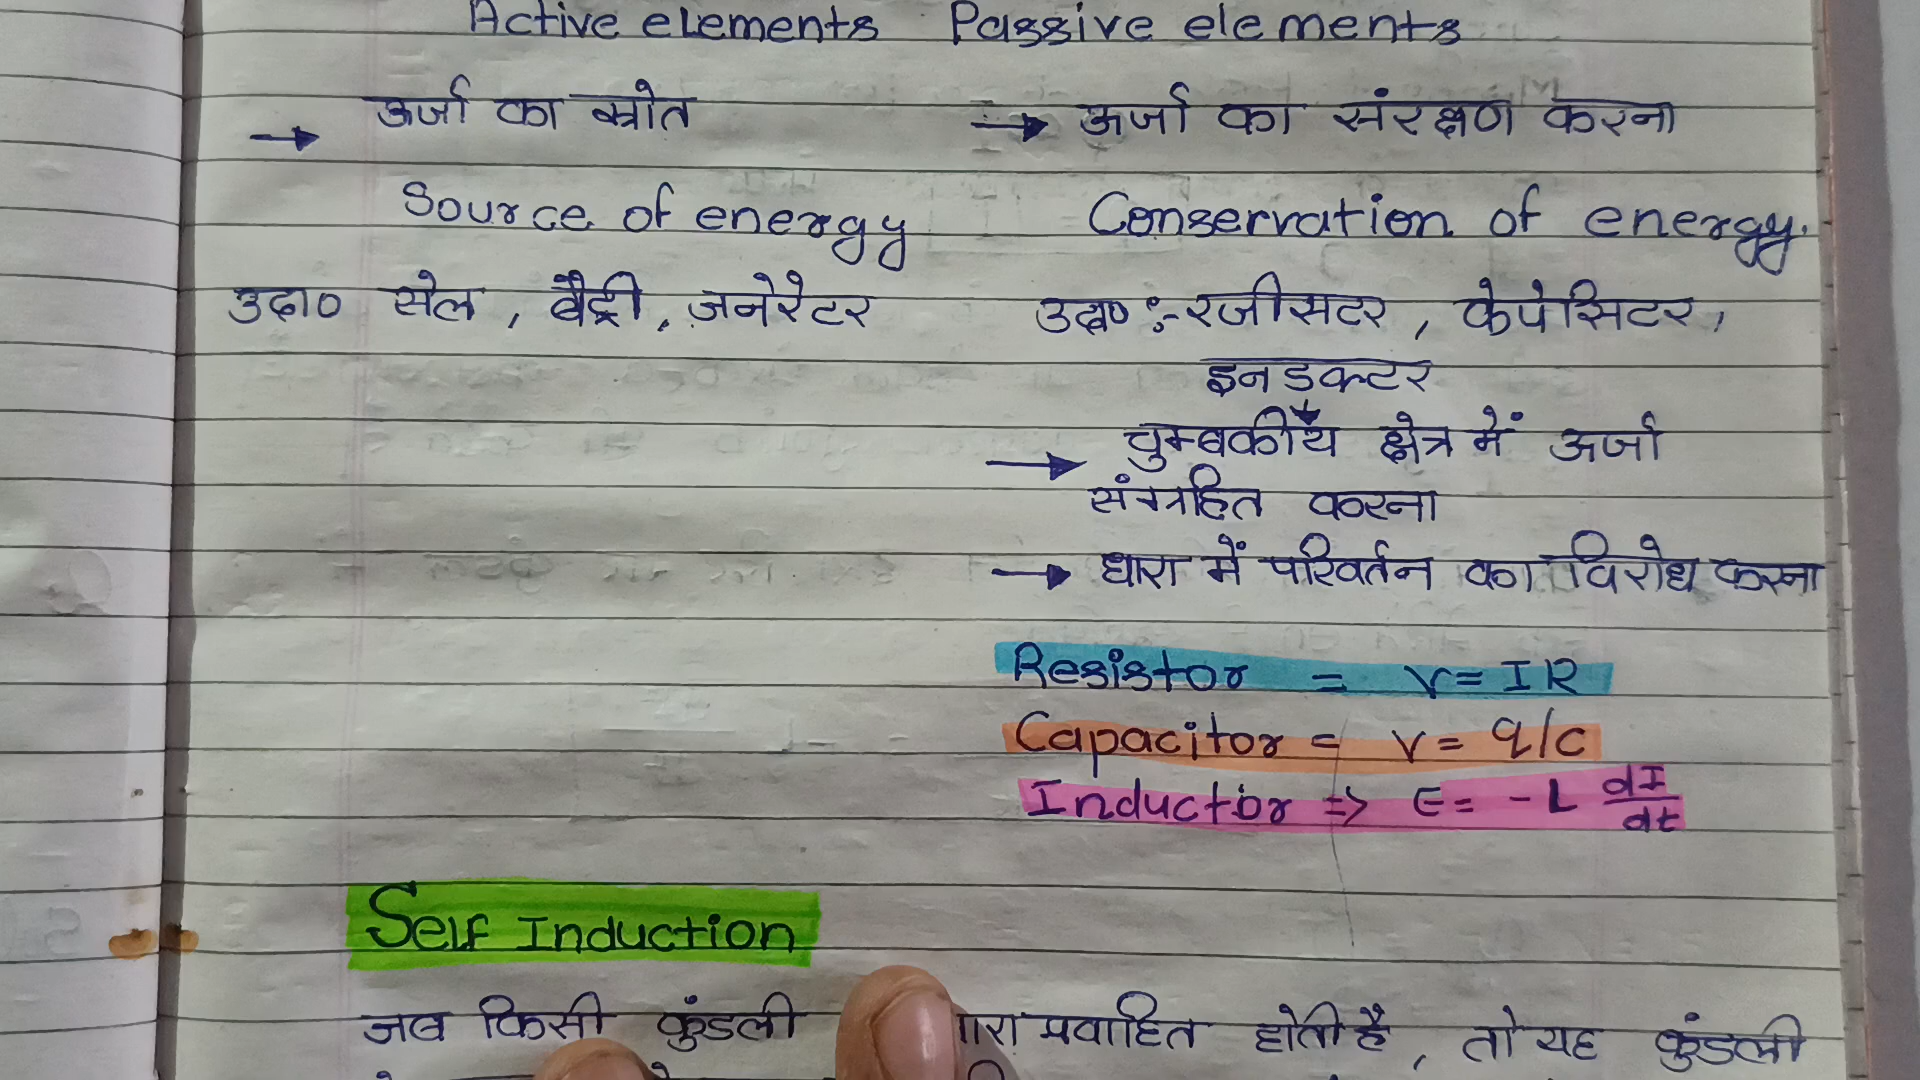 Active elements Passive elements
→ ऊर्जा का स्त्रोत → ऊर्जा का संरक्षण करना
Source of energy Conservation of energy.
उदा० सेल, बैट्री, जनेरेटर उदा० :- रजीसटर, केपेसिटर,
इनडक्टर
→ चुम्बकीय क्षेत्र में ऊर्जा
संग्रहित करना
→ धारा में परिवर्तन का विरोध करना
Resistor = V = IR
Capacitor = V = q/c
Inductor => E = -L dI/dt
Self Induction
जब किसी कुंडली प्रवाहित होती है, तो यह कुंडली